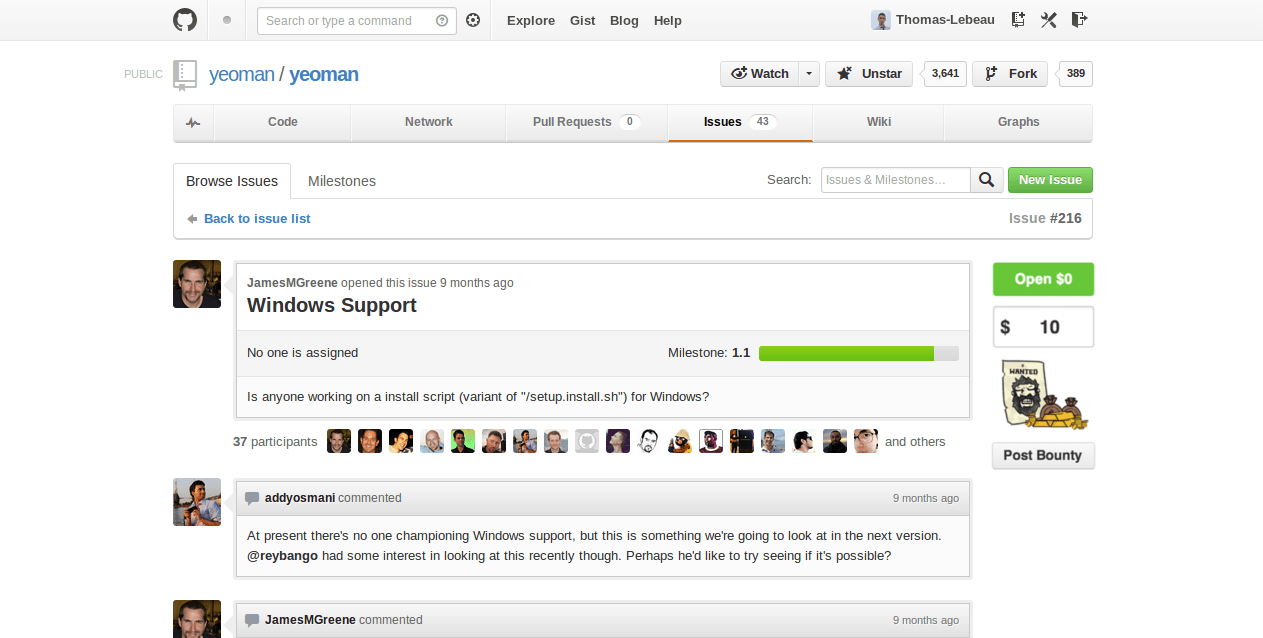 Search or type a command
Explore Gist Blog Help
Thomas-Lebeau
PUBLIC
yeoman / yeoman
Watch
Unstar 3,641
Fork 389
Code
Network
Pull Requests 0
Issues 43
Wiki
Graphs
Browse Issues
Milestones
Search:
Issues & Milestones…
New Issue
Back to issue list
Issue #216
JamesMGreene opened this issue 9 months ago
Windows Support
No one is assigned
Milestone: 1.1
Is anyone working on a install script (variant of "/setup.install.sh") for Windows?
37 participants
and others
Open $0
$ 10
WANTED
Post Bounty
addyosmani commented
9 months ago
At present there's no one championing Windows support, but this is something we're going to look at in the next version.
@reybango had some interest in looking at this recently though. Perhaps he'd like to try seeing if it's possible?
JamesMGreene commented
9 months ago